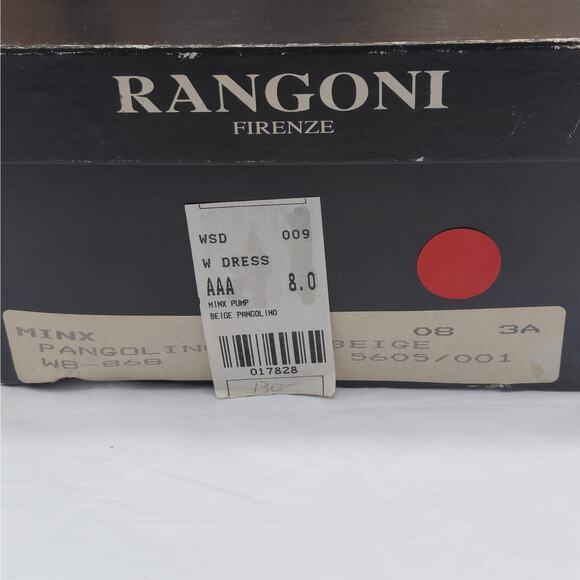 RANGONI
FIRENZE
WSD 009
W DRESS
AAA 8.0
MINX PUMP
BEIGE PANGOLINO
017828
130-
MINX 08 3A
PANGOLINO BEIGE
W8-868 5605/001